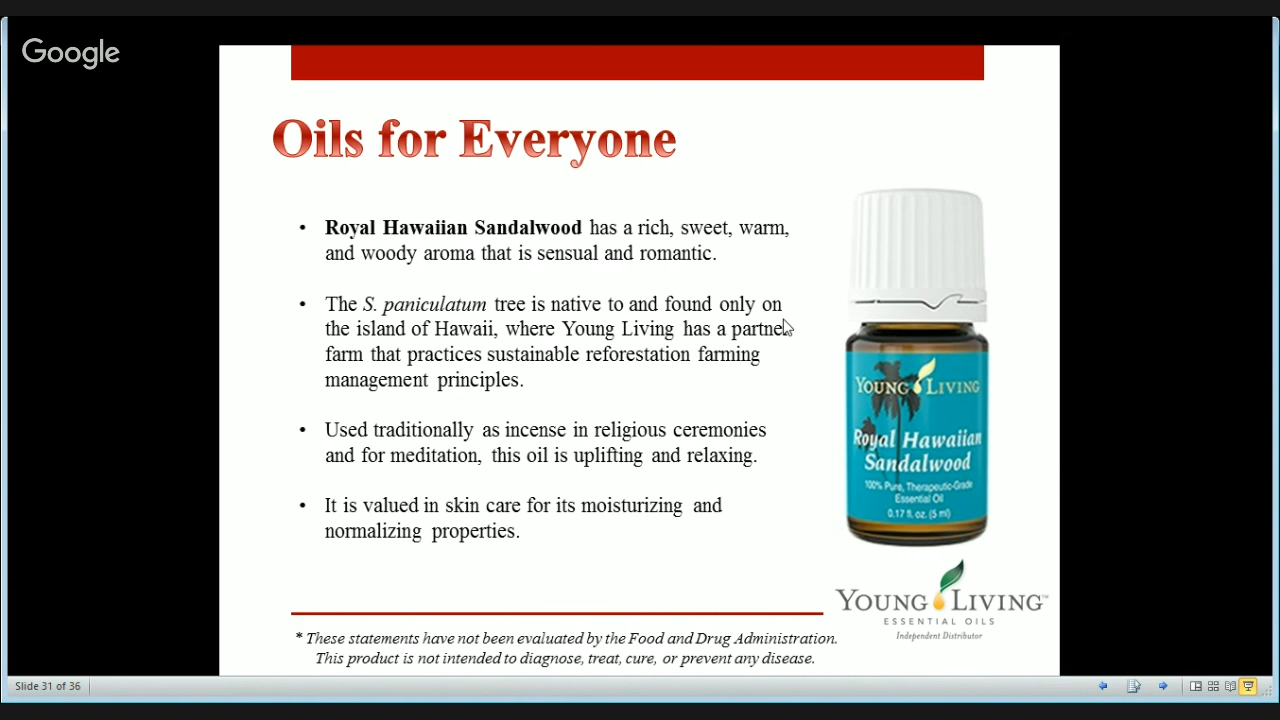 Google
Oils for Everyone
• Royal Hawaiian Sandalwood has a rich, sweet, warm,
and woody aroma that is sensual and romantic.
• The S. paniculatum tree is native to and found only on
the island of Hawaii, where Young Living has a partner
farm that practices sustainable reforestation farming
management principles.
• Used traditionally as incense in religious ceremonies
and for meditation, this oil is uplifting and relaxing.
• It is valued in skin care for its moisturizing and
normalizing properties.
YOUNG LIVING
Royal Hawaiian
Sandalwood
100% Pure, Therapeutic-Grade
Essential Oil
0.17 fl. oz. (5 ml)
YOUNG LIVING™
ESSENTIAL OILS
Independent Distributor
* These statements have not been evaluated by the Food and Drug Administration.
This product is not intended to diagnose, treat, cure, or prevent any disease.
Slide 31 of 36